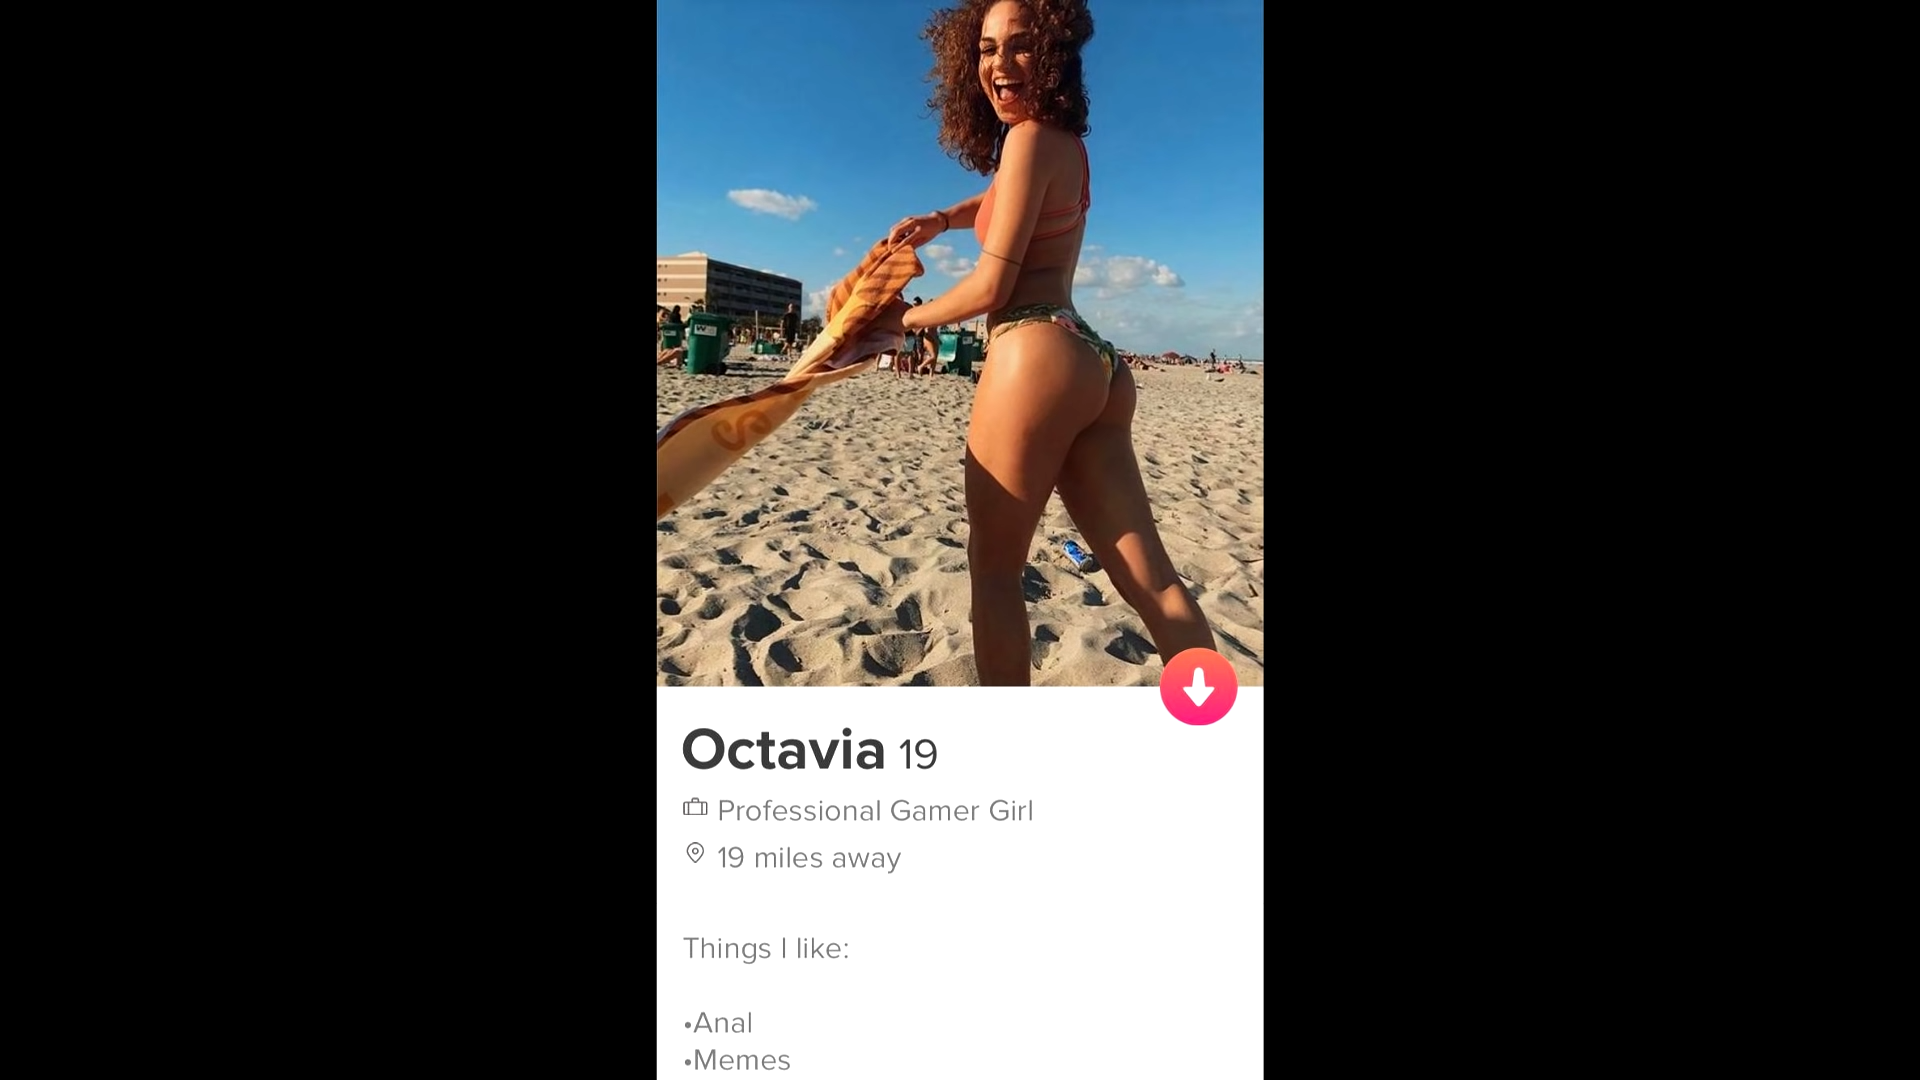 Octavia 19
Professional Gamer Girl
19 miles away
Things I like:
•Anal
•Memes